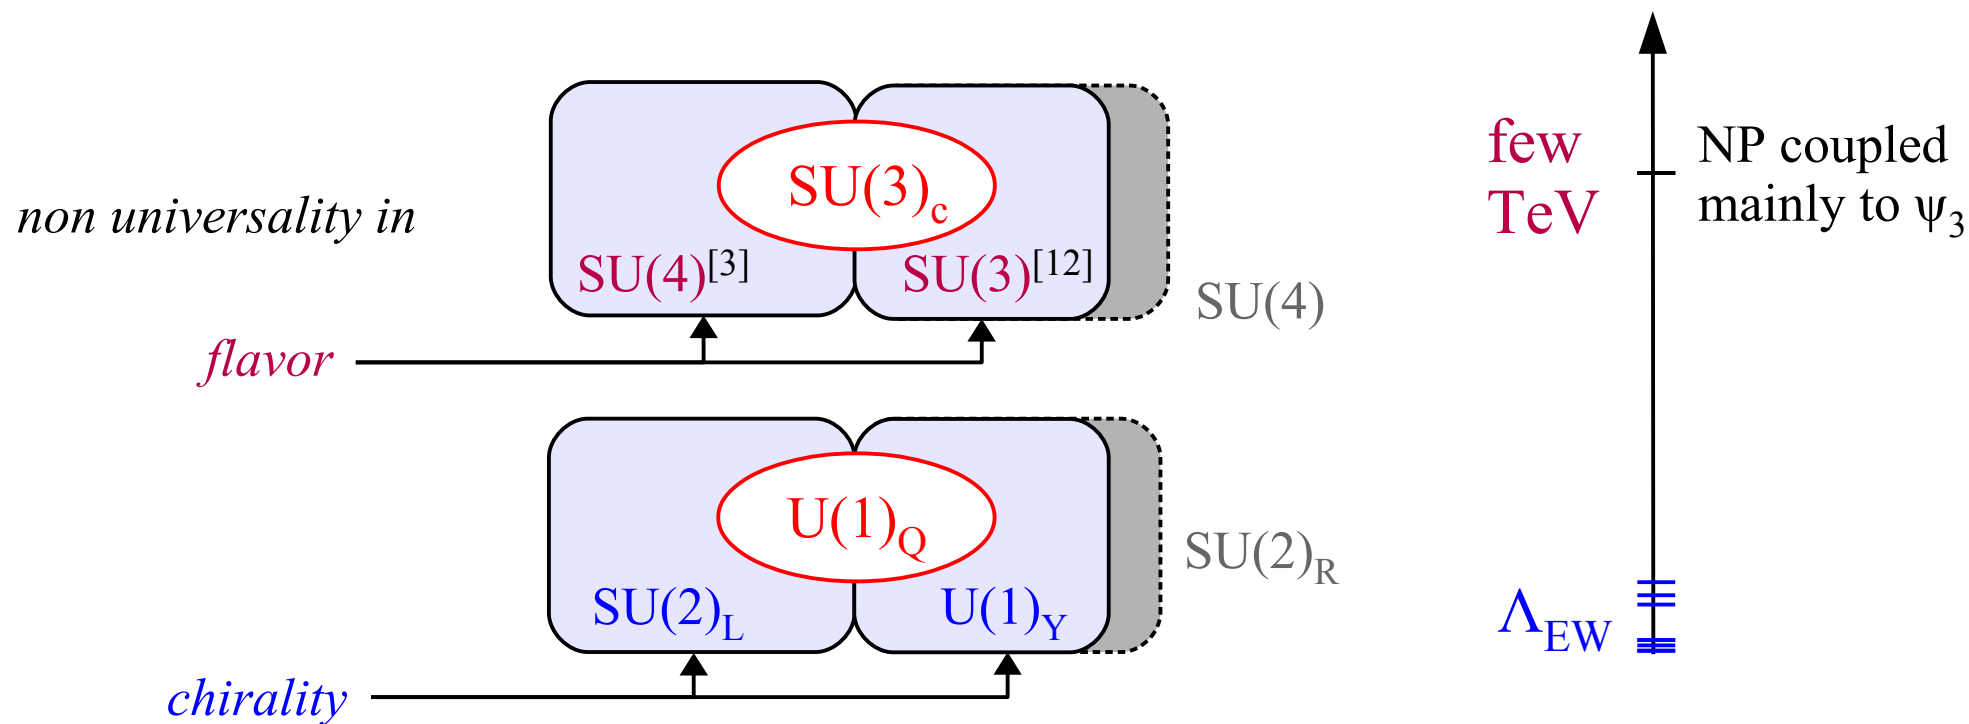 non universality in
SU(3)c
SU(4)[3]
SU(3)[12]
SU(4)
flavor
U(1)Q
SU(2)L
U(1)Y
SU(2)R
chirality
few
TeV
NP coupled
mainly to ψ3
ΛEW